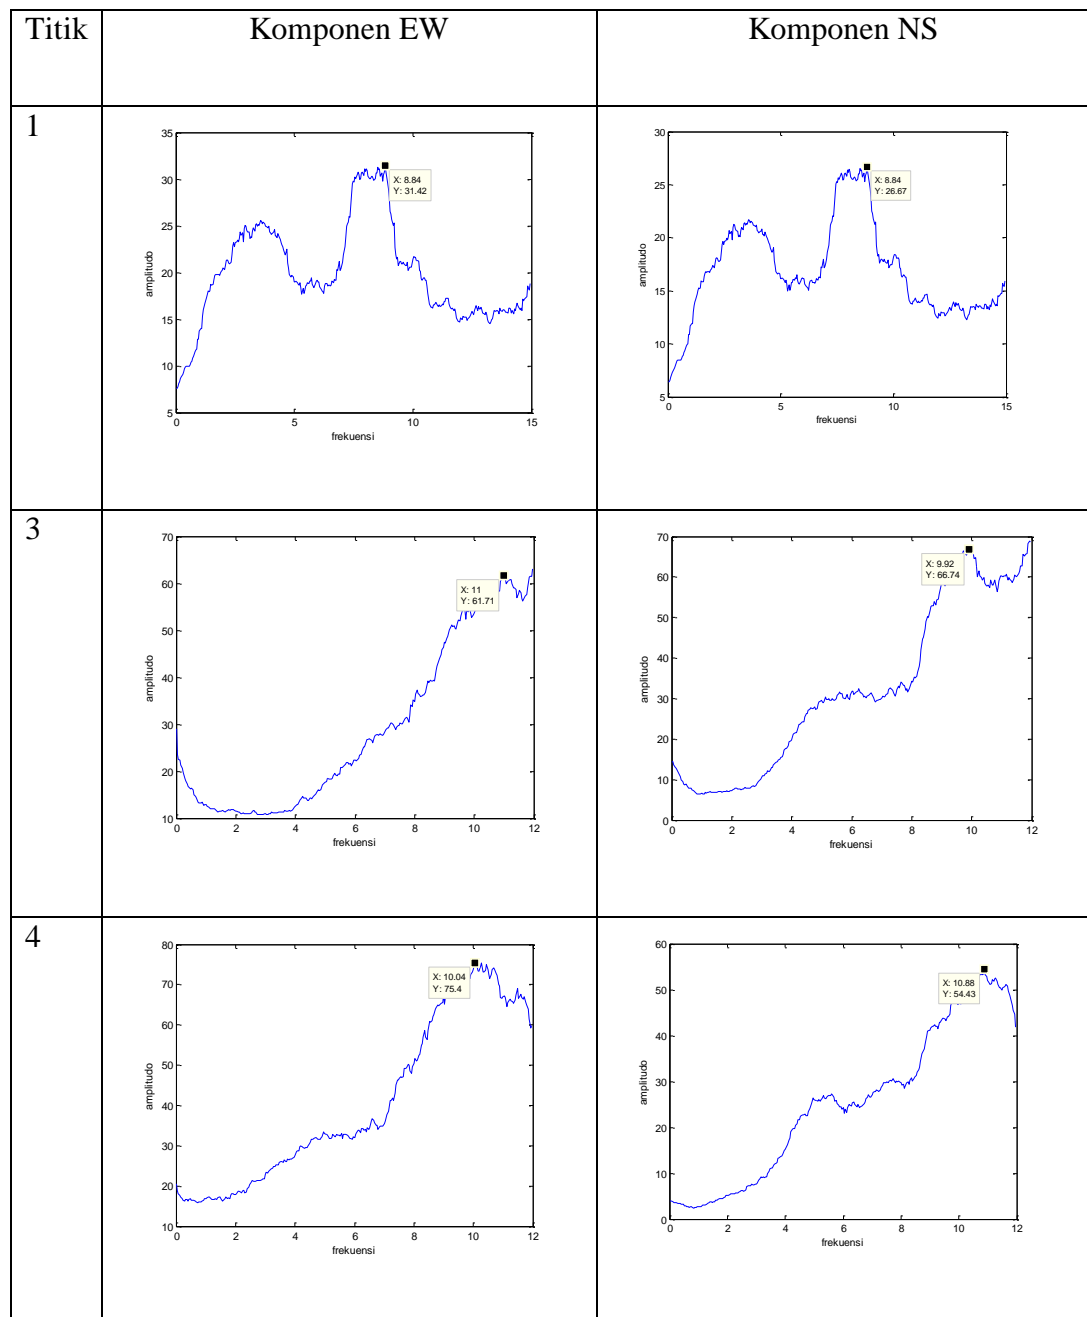 Titik Komponen EW Komponen NS
1
35
30
25
20
15
10
5
0 5 10 15
amplitudo
frekuensi
X: 8.84
Y: 31.42
30
25
20
15
10
5
0 5 10 15
amplitudo
frekuensi
X: 8.84
Y: 26.67
3
70
60
50
40
30
20
10
0 2 4 6 8 10 12
amplitudo
frekuensi
X: 11
Y: 61.71
70
60
50
40
30
20
10
0
0 2 4 6 8 10 12
amplitudo
frekuensi
X: 9.92
Y: 66.74
4
80
70
60
50
40
30
20
10
0 2 4 6 8 10 12
amplitudo
frekuensi
X: 10.04
Y: 75.4
60
50
40
30
20
10
0
0 2 4 6 8 10 12
amplitudo
frekuensi
X: 10.88
Y: 54.43